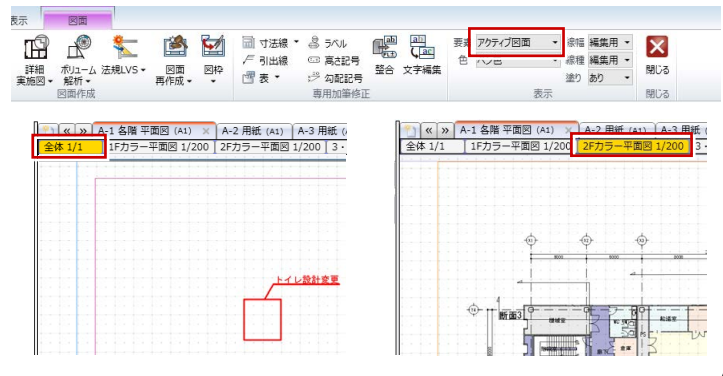 表示
図面
詳細
実施図
ボリューム
解析
法規LVS
図面
再作成
図枠
寸法線
引出線
表
ラベル
高さ記号
勾配記号
整合
文字編集
要素 アクティブ図面
色
線幅 編集用
線種 編集用
塗り あり
閉じる
図面作成
専用加筆修正
表示
閉じる
A-1 各階 平面図 (A1)
A-2 用紙 (A1)
A-3 用紙
全体 1/1
1Fカラー平面図 1/200
2Fカラー平面図 1/200
3・
トイレ設計変更
A-1 各階 平面図 (A1)
A-2 用紙 (A1)
A-3 用紙
全体 1/1
1Fカラー平面図 1/200
2Fカラー平面図 1/200
3・
X1
X2
X3
断面3